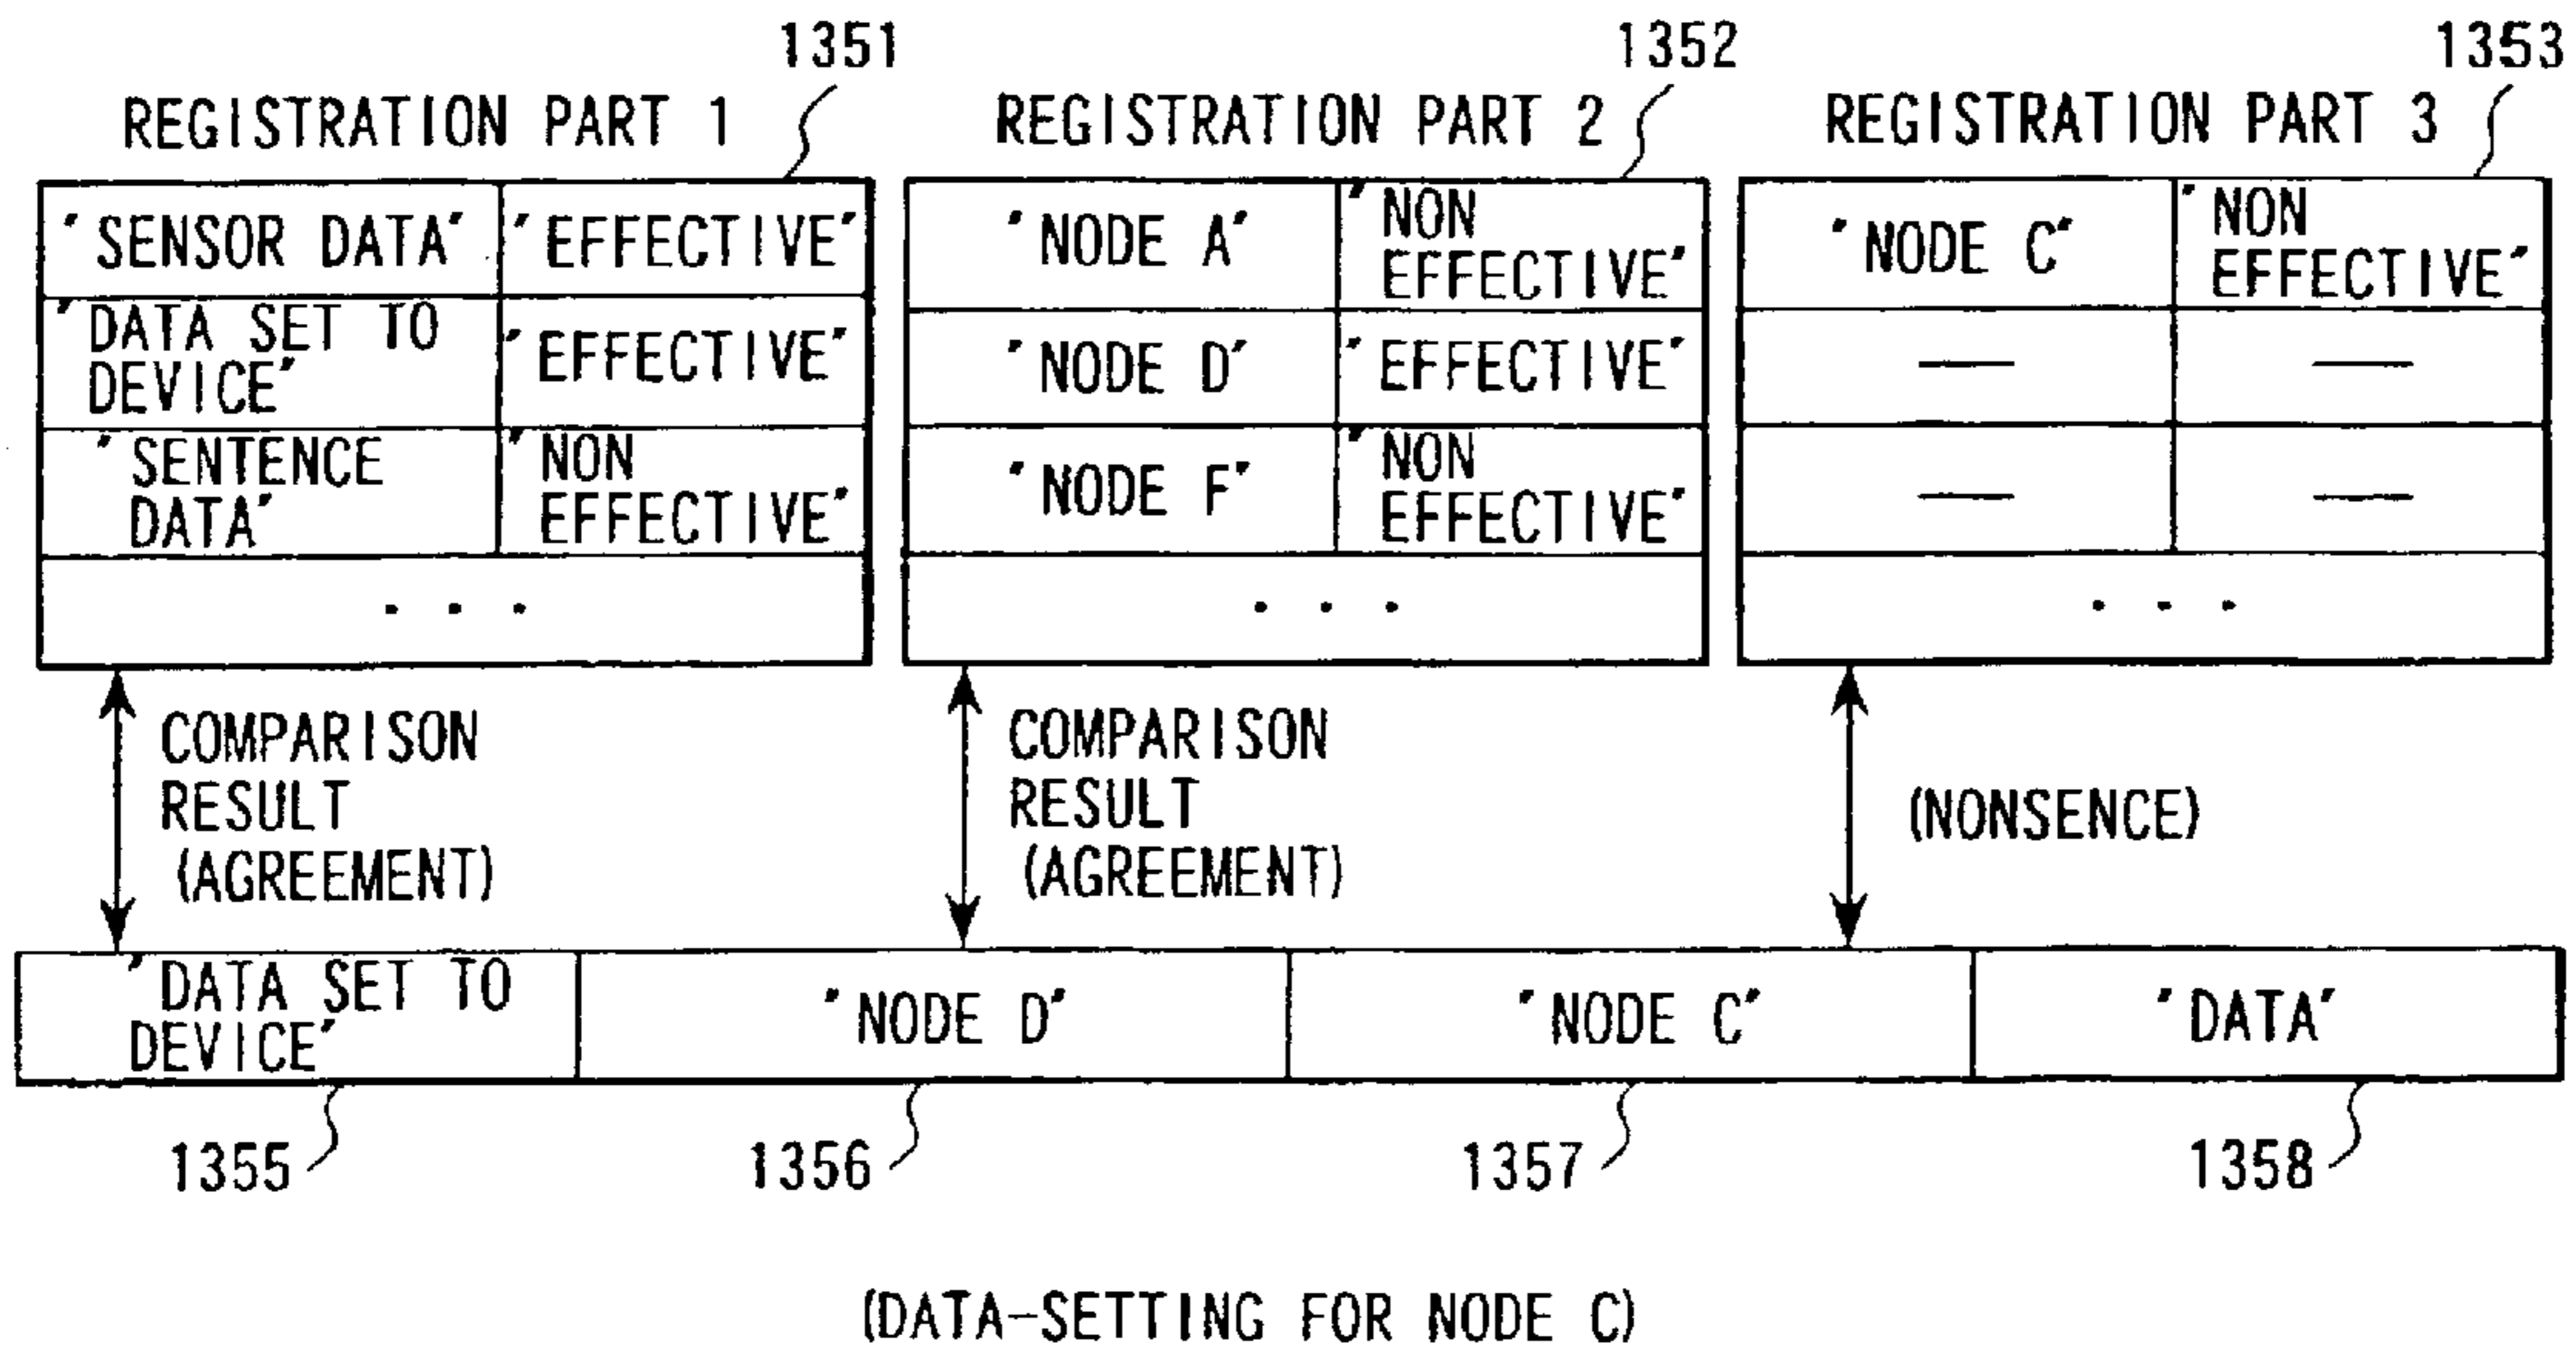 1351
1352
1353
REGISTRATION PART 1
REGISTRATION PART 2
REGISTRATION PART 3
"SENSOR DATA"
"EFFECTIVE"
"DATA SET TO
DEVICE"
"EFFECTIVE"
"SENTENCE
DATA"
"NON
EFFECTIVE"
. . .
"NODE A"
"NON
EFFECTIVE"
"NODE D"
"EFFECTIVE"
"NODE F"
"NON
EFFECTIVE"
. . .
"NODE C"
"NON
EFFECTIVE"
—
—
—
—
. . .
COMPARISON
RESULT
(AGREEMENT)
COMPARISON
RESULT
(AGREEMENT)
(NONSENCE)
"DATA SET TO
DEVICE"
"NODE D"
"NODE C"
"DATA"
1355
1356
1357
1358
(DATA-SETTING FOR NODE C)